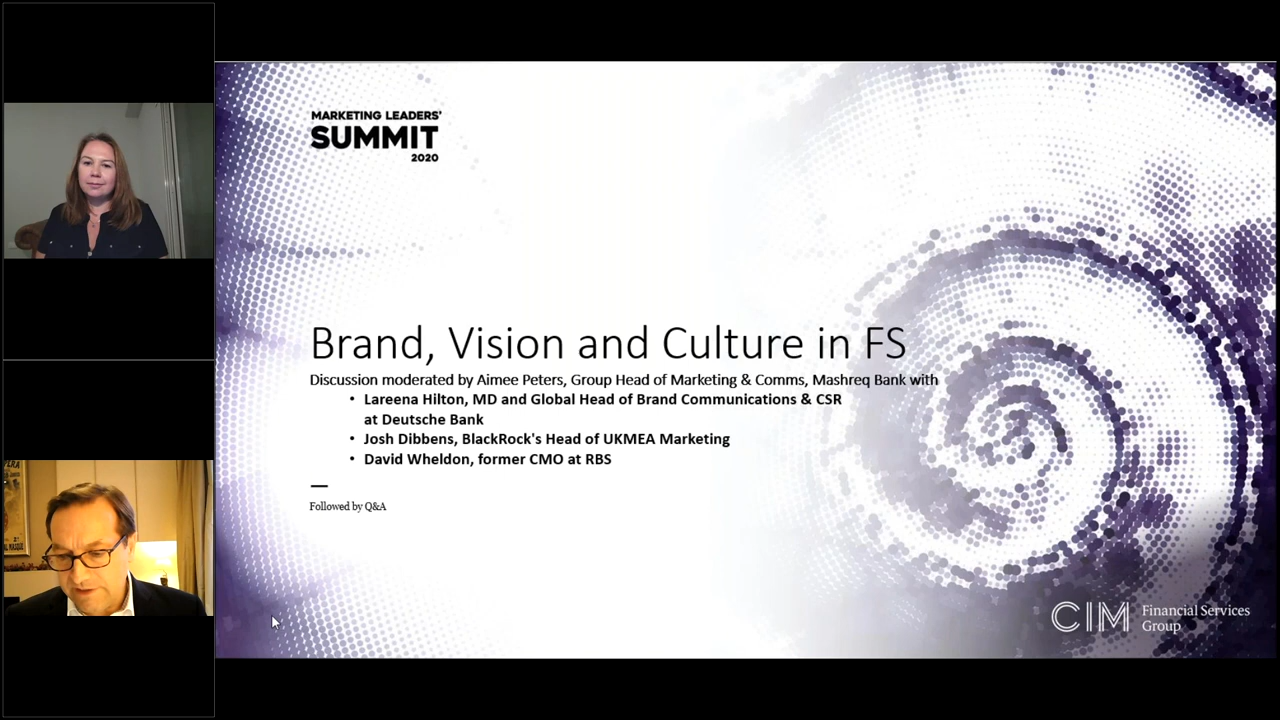 MARKETING LEADERS'
SUMMIT
2020
Brand, Vision and Culture in FS
Discussion moderated by Aimee Peters, Group Head of Marketing & Comms, Mashreq Bank with
• Lareena Hilton, MD and Global Head of Brand Communications & CSR
at Deutsche Bank
• Josh Dibbens, BlackRock's Head of UKMEA Marketing
• David Wheldon, former CMO at RBS
Followed by Q&A
CIM Financial Services
Group